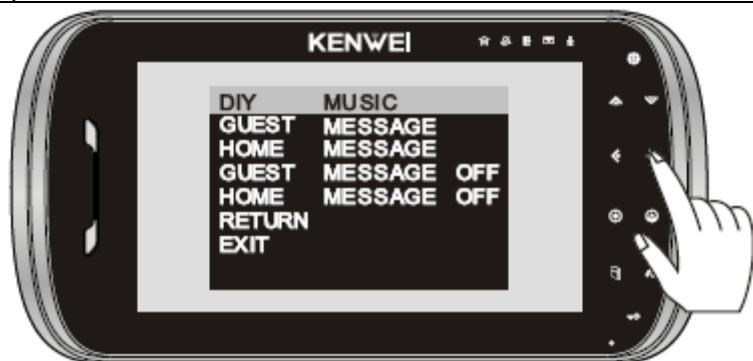 KENWEI
DIY MUSIC
GUEST MESSAGE
HOME MESSAGE
GUEST MESSAGE OFF
HOME MESSAGE OFF
RETURN
EXIT